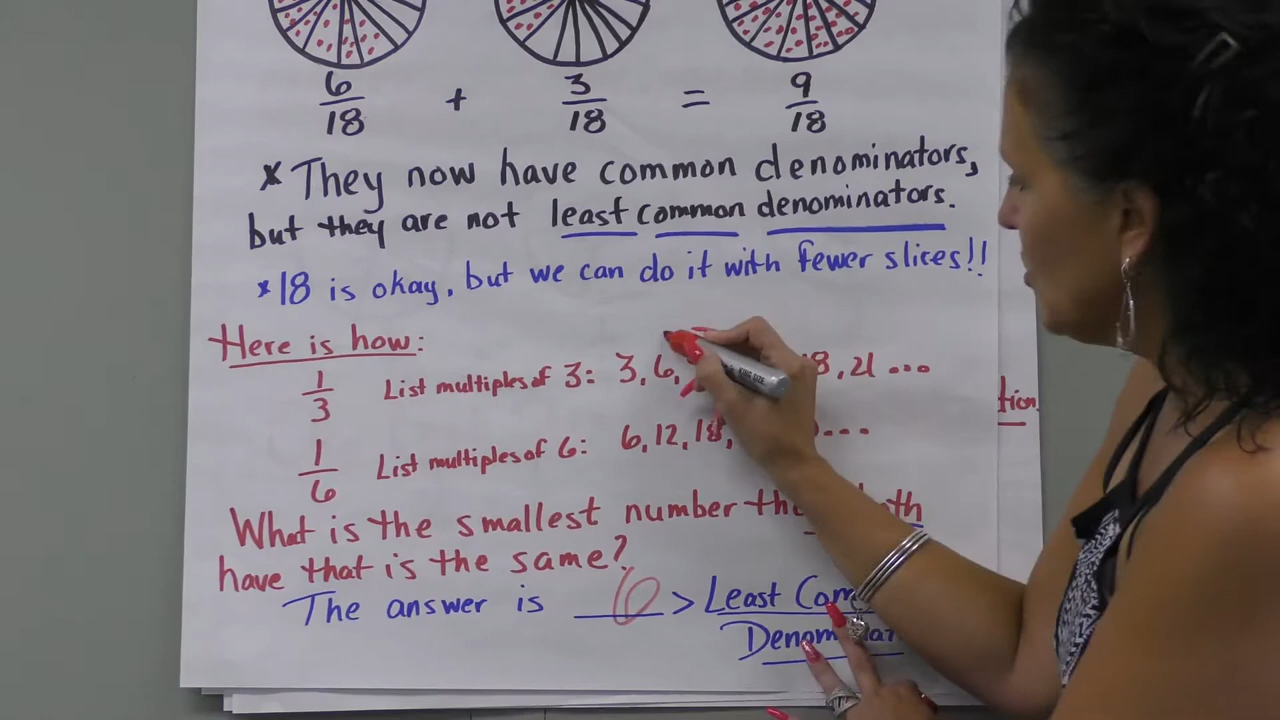 6/18 + 3/18 = 9/18
* They now have common denominators,
but they are not least common denominators.
* 18 is okay, but we can do it with fewer slices!!
Here is how:
1/3 List multiples of 3: 3, 6, 18, 21 ...
1/6 List multiples of 6: 6, 12, 18, ...
What is the smallest number both
have that is the same?
The answer is 6 > Least
KING SIZE